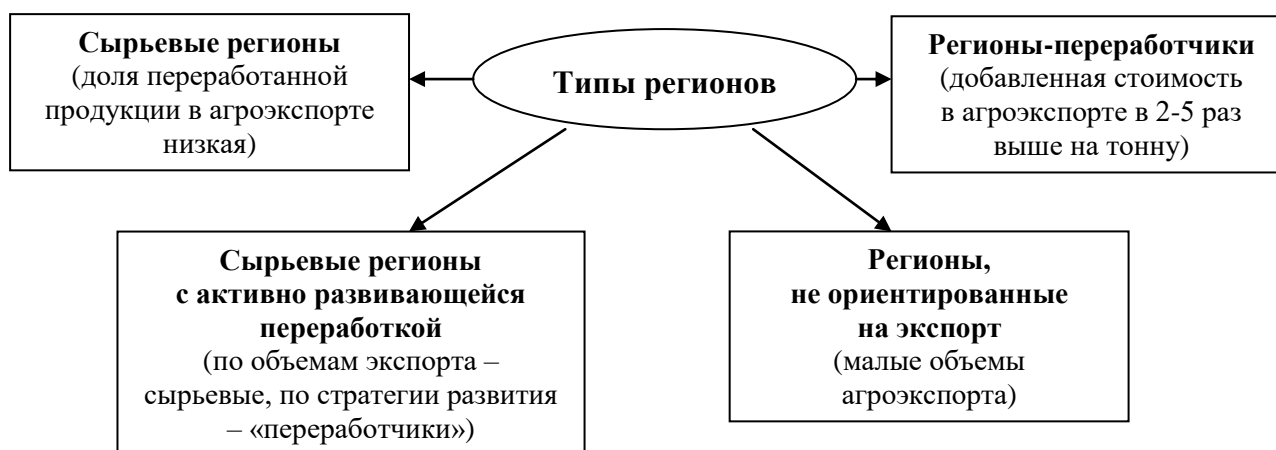 Сырьевые регионы
(доля переработанной
продукции в агроэкспорте
низкая)
Типы регионов
Регионы-переработчики
(добавленная стоимость
в агроэкспорте в 2-5 раз
выше на тонну)
Сырьевые регионы
с активно развивающейся
переработкой
(по объемам экспорта –
сырьевые, по стратегии развития
– «переработчики»)
Регионы,
не ориентированные
на экспорт
(малые объемы
агроэкспорта)